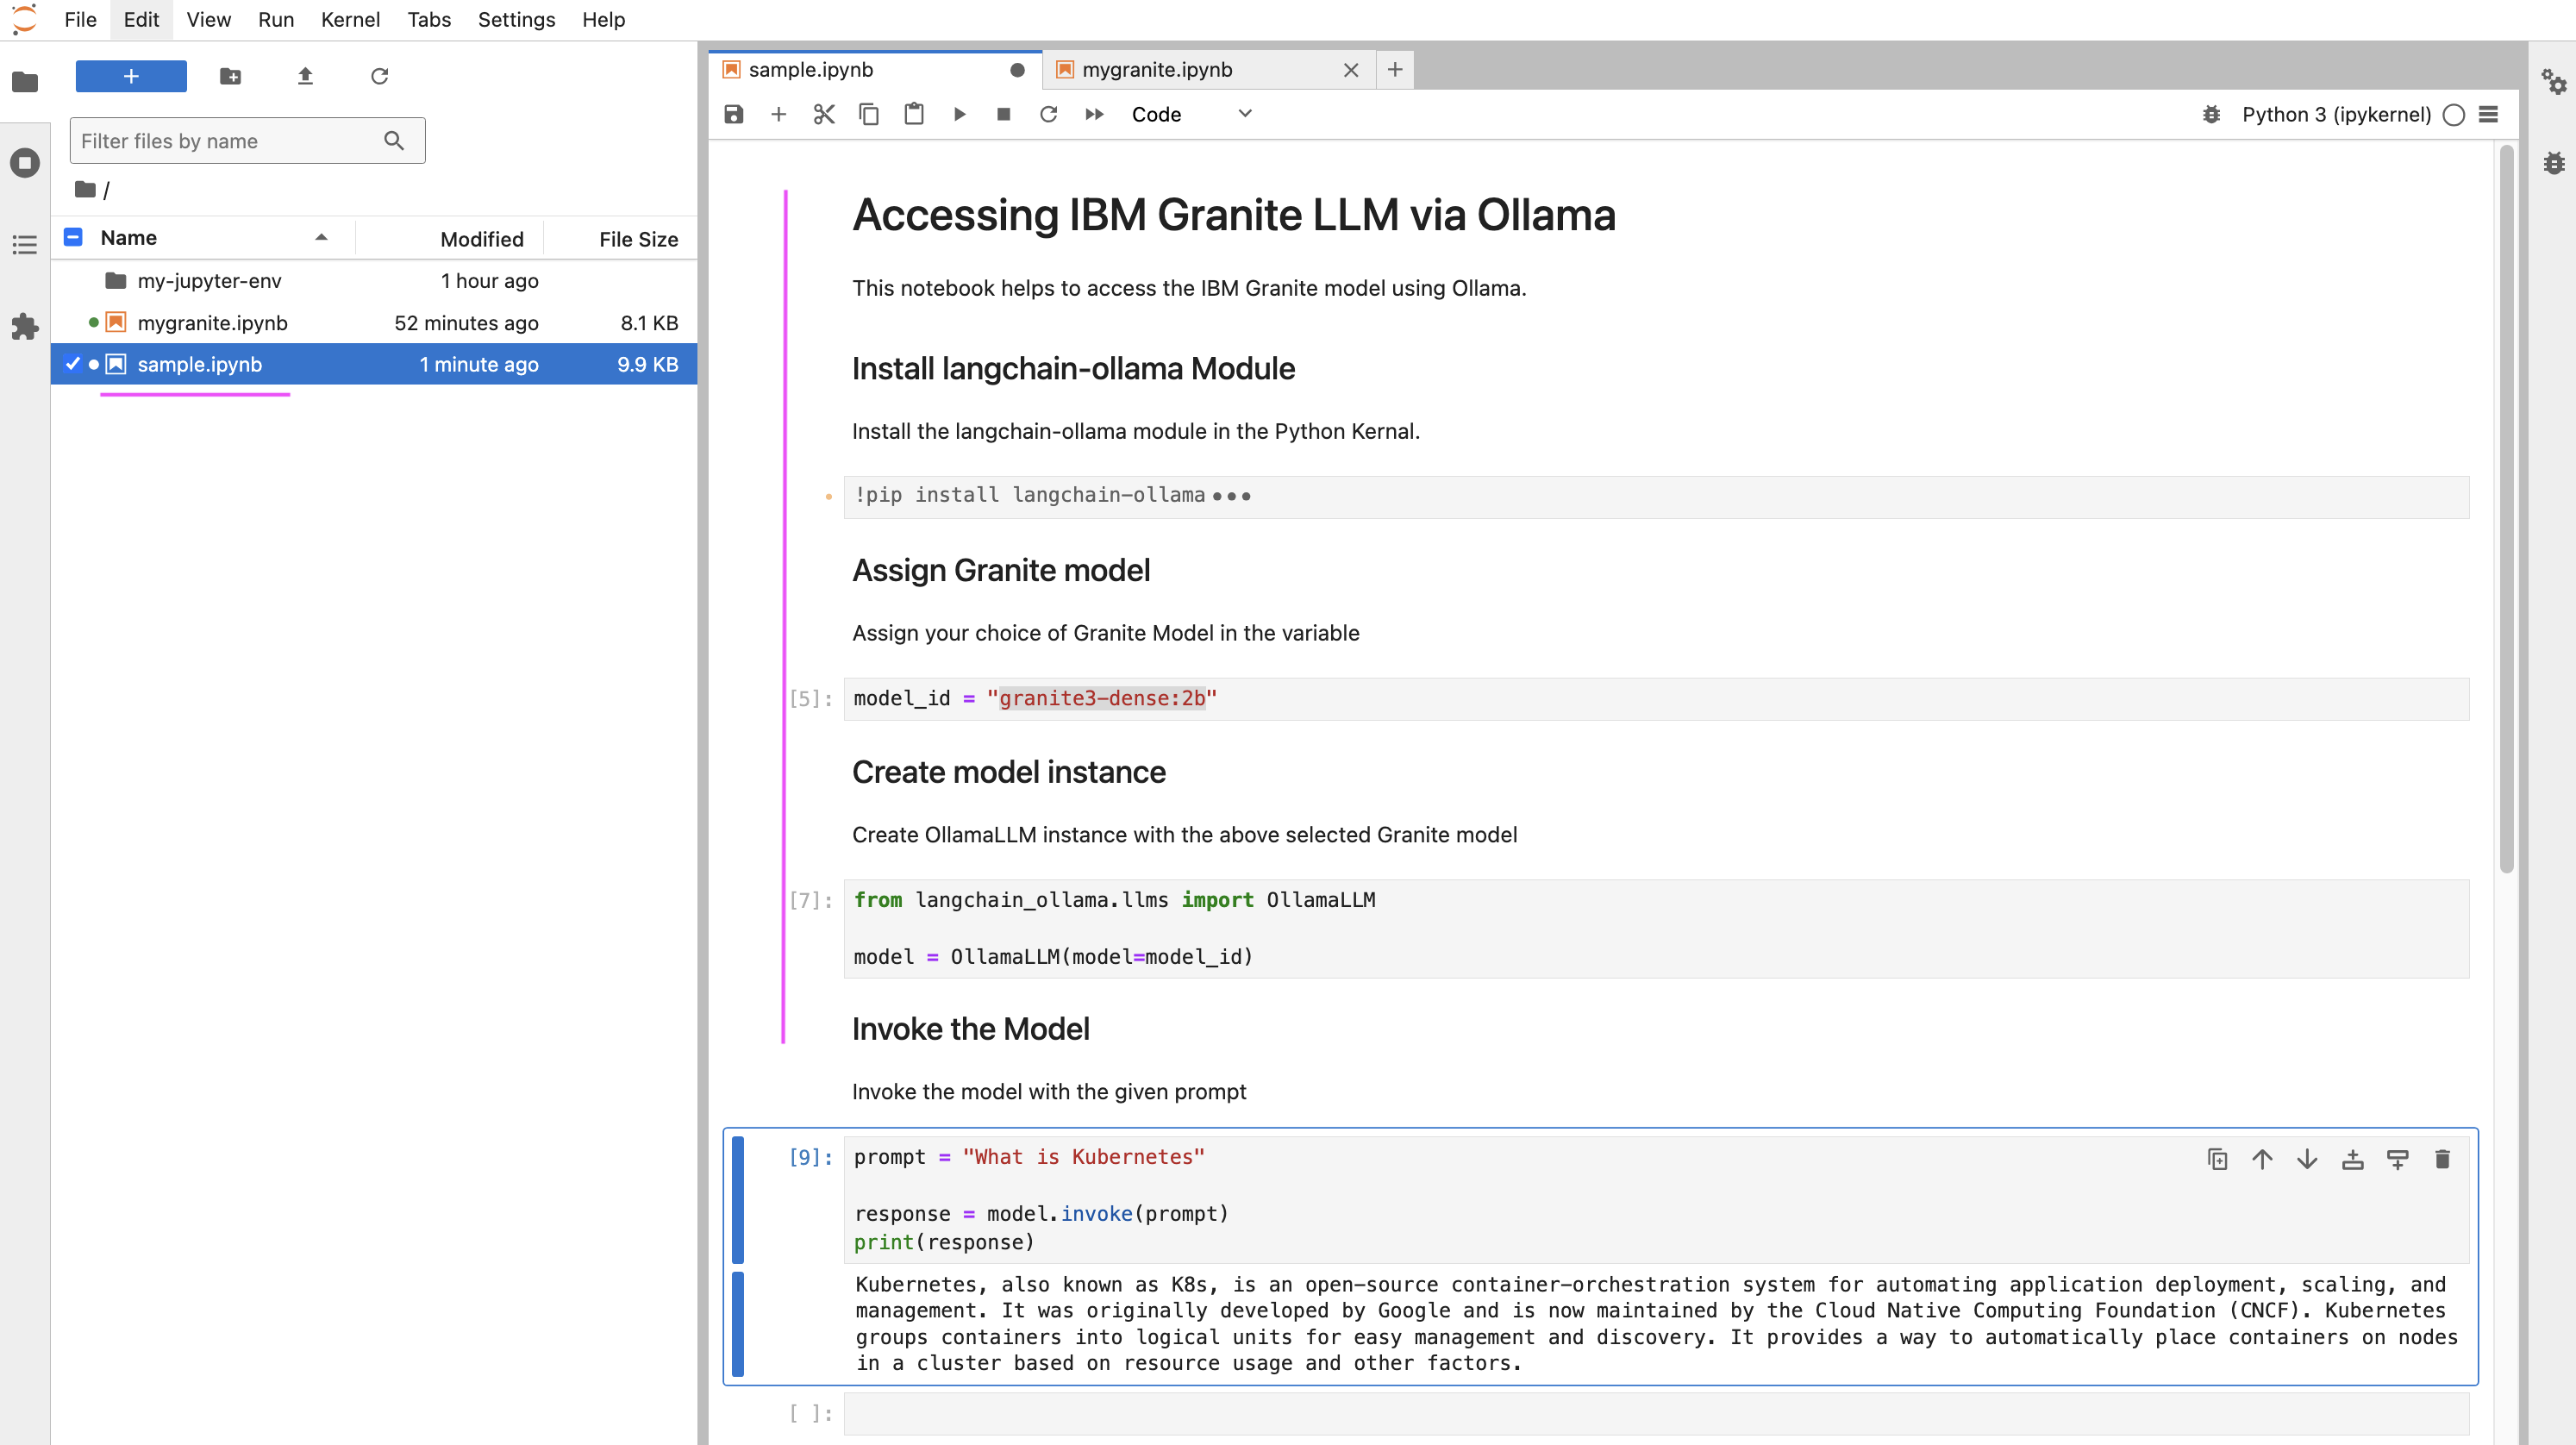 File Edit View Run Kernel Tabs Settings Help
Filter files by name
/
Name Modified File Size
my-jupyter-env 1 hour ago
mygranite.ipynb 52 minutes ago 8.1 KB
sample.ipynb 1 minute ago 9.9 KB
sample.ipynb mygranite.ipynb
Code Python 3 (ipykernel)
Accessing IBM Granite LLM via Ollama
This notebook helps to access the IBM Granite model using Ollama.
Install langchain-ollama Module
Install the langchain-ollama module in the Python Kernal.
!pip install langchain-ollama •••
Assign Granite model
Assign your choice of Granite Model in the variable
[5]: model_id = "granite3-dense:2b"
Create model instance
Create OllamaLLM instance with the above selected Granite model
[7]: from langchain_ollama.llms import OllamaLLM
model = OllamaLLM(model=model_id)
Invoke the Model
Invoke the model with the given prompt
[9]: prompt = "What is Kubernetes"
response = model.invoke(prompt)
print(response)
Kubernetes, also known as K8s, is an open-source container-orchestration system for automating application deployment, scaling, and
management. It was originally developed by Google and is now maintained by the Cloud Native Computing Foundation (CNCF). Kubernetes
groups containers into logical units for easy management and discovery. It provides a way to automatically place containers on nodes
in a cluster based on resource usage and other factors.
[ ]: